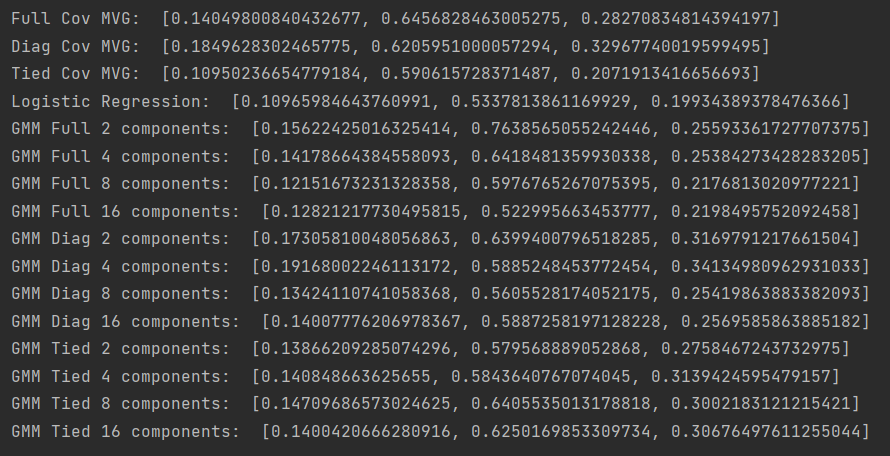 Full Cov MVG:  [0.14049800840432677, 0.6456828463005275, 0.28270834814394197]
Diag Cov MVG:  [0.1849628302465775, 0.6205951000057294, 0.32967740019599495]
Tied Cov MVG:  [0.10950236654779184, 0.590615728371487, 0.2071913416656693]
Logistic Regression:  [0.10965984643760991, 0.5337813861169929, 0.19934389378476366]
GMM Full 2 components:  [0.15622425016325414, 0.7638565055242446, 0.25593361727707375]
GMM Full 4 components:  [0.14178664384558093, 0.6418481359930338, 0.25384273428283205]
GMM Full 8 components:  [0.12151673231328358, 0.5976765267075395, 0.2176813020977221]
GMM Full 16 components:  [0.12821217730495815, 0.522995663453777, 0.2198495752092458]
GMM Diag 2 components:  [0.17305810048056863, 0.6399400796518285, 0.3169791217661504]
GMM Diag 4 components:  [0.19168002246113172, 0.5885248453772454, 0.34134980962931033]
GMM Diag 8 components:  [0.13424110741058368, 0.5605528174052175, 0.25419863883382093]
GMM Diag 16 components:  [0.14007776206978367, 0.5887258197128228, 0.2569585863885182]
GMM Tied 2 components:  [0.13866209285074296, 0.579568889052868, 0.2758467243732975]
GMM Tied 4 components:  [0.140848663625655, 0.5843640767074045, 0.3139424595479157]
GMM Tied 8 components:  [0.14709686573024625, 0.6405535013178818, 0.3002183121215421]
GMM Tied 16 components:  [0.1400420666280916, 0.6250169853309734, 0.30676497611255044]